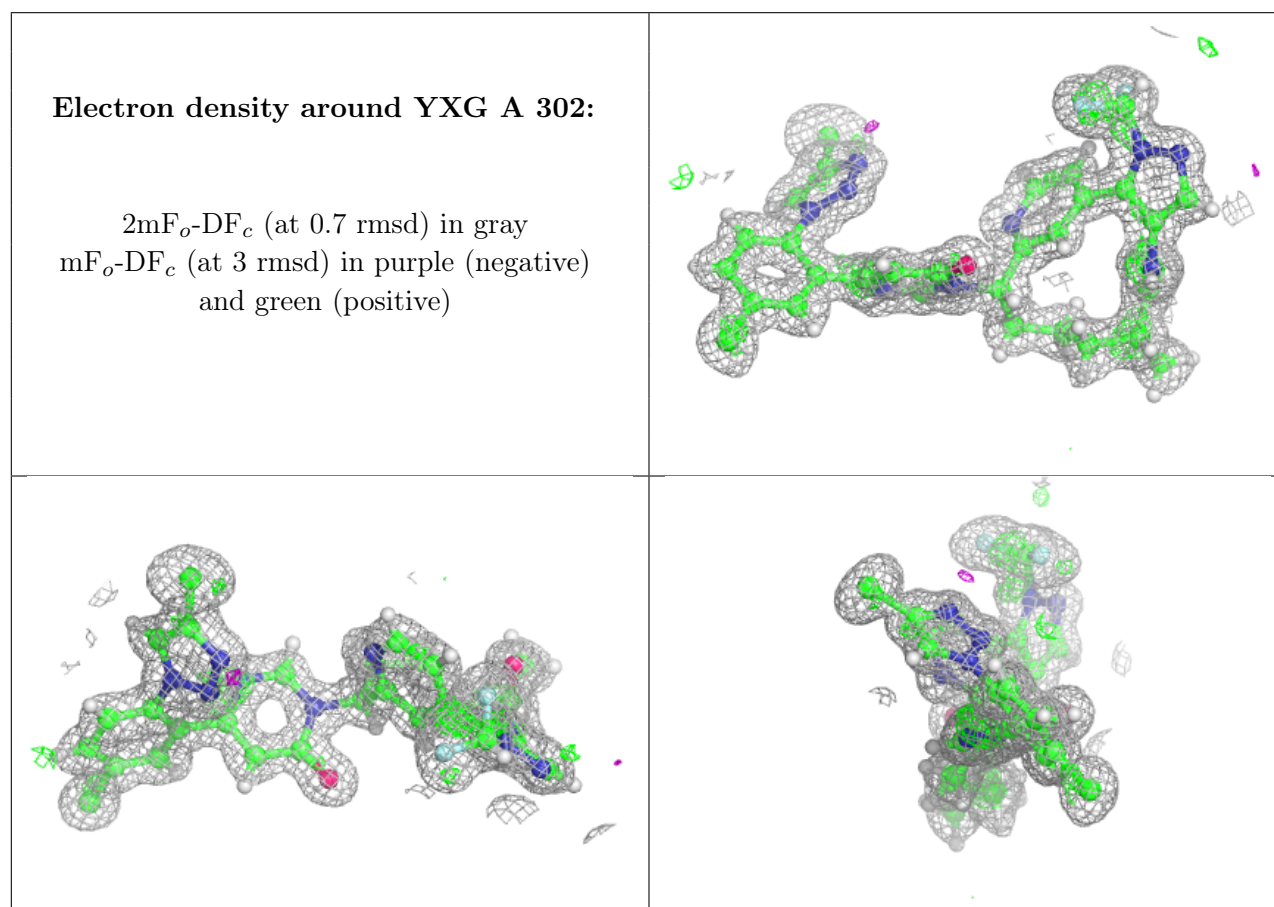 Electron density around YXG A 302:
2mFₒ-DF𝒸 (at 0.7 rmsd) in gray
mFₒ-DF𝒸 (at 3 rmsd) in purple (negative)
and green (positive)